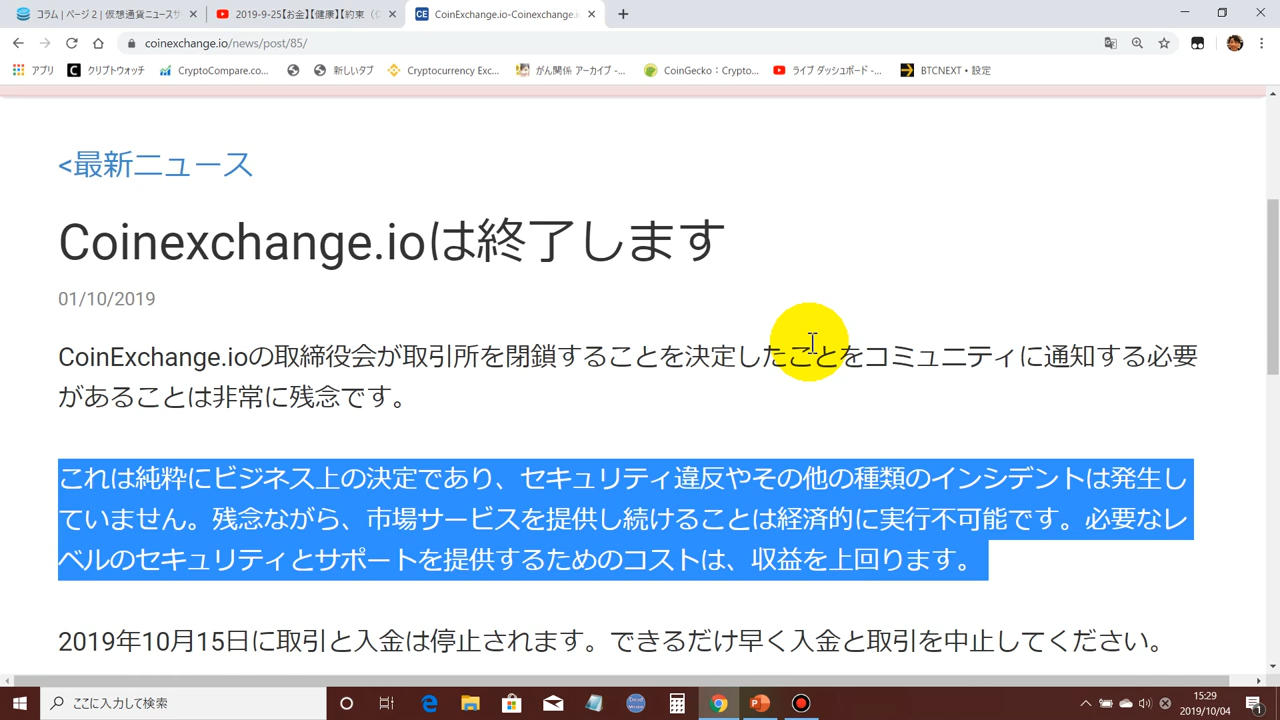 コラム | ページ 2 | 仮想通貨ニュースサ
2019-9-25【お金】【健康】【約束（仮
CoinExchange.io-Coinexchange.io
coinexchange.io/news/post/85/
アプリ
クリプトウォッチ
CryptoCompare.co...
新しいタブ
Cryptocurrency Exc...
がん関係 アーカイブ -...
CoinGecko：Crypto...
ライブ ダッシュボード -...
BTCNEXT・設定
<最新ニュース
Coinexchange.ioは終了します
01/10/2019
CoinExchange.ioの取締役会が取引所を閉鎖することを決定したことをコミュニティに通知する必要
があることは非常に残念です。
これは純粋にビジネス上の決定であり、セキュリティ違反やその他の種類のインシデントは発生し
ていません。残念ながら、市場サービスを提供し続けることは経済的に実行不可能です。必要なレ
ベルのセキュリティとサポートを提供するためのコストは、収益を上回ります。
2019年10月15日に取引と入金は停止されます。できるだけ早く入金と取引を中止してください。
ここに入力して検索
15:29
2019/10/04